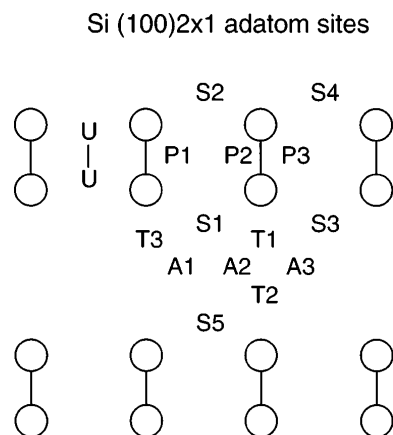 Si (100)2x1 adatom sites
S2 S4
U
P1 P2 P3
U
S1 S3
T3 T1
A1 A2 A3
T2
S5